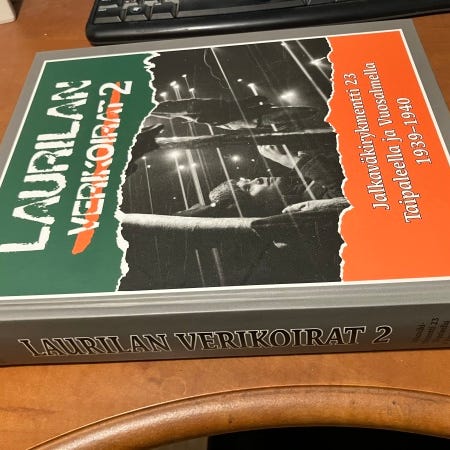 LAURILAN
VERIKOIRAT 2
Jalkaväkirykmentti 23
Taipaleella ja Vuosalmella
1939-1940
LAURILAN VERIKOIRAT 2